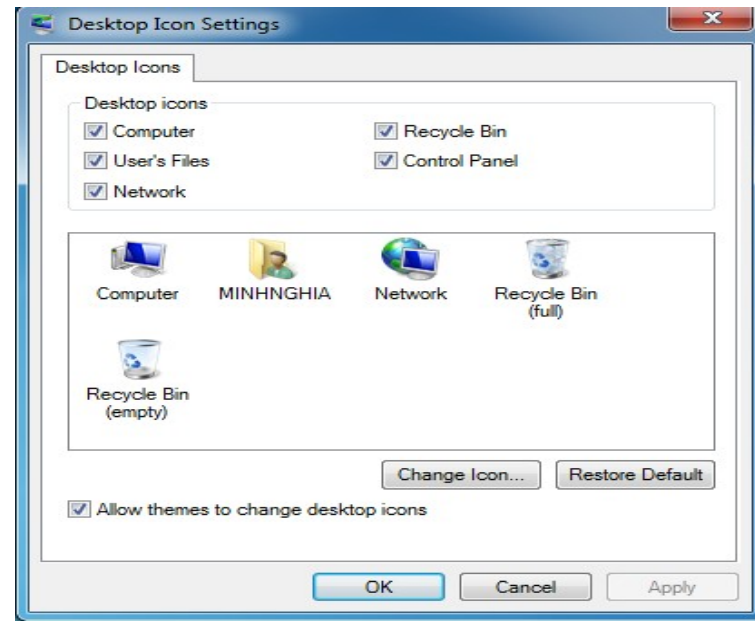 Desktop Icon Settings
Desktop Icons
Desktop icons
Computer
Recycle Bin
User's Files
Control Panel
Network
Computer
MINHNGHIA
Network
Recycle Bin
(full)
Recycle Bin
(empty)
Change Icon...
Restore Default
Allow themes to change desktop icons
OK
Cancel
Apply